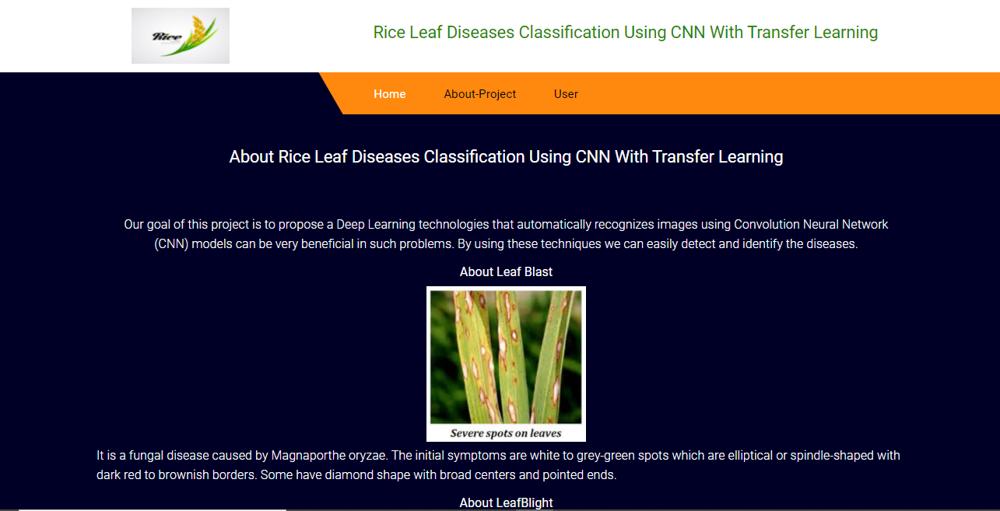 Rice
Rice Leaf Diseases Classification Using CNN With Transfer Learning
Home About-Project User
About Rice Leaf Diseases Classification Using CNN With Transfer Learning
Our goal of this project is to propose a Deep Learning technologies that automatically recognizes images using Convolution Neural Network
(CNN) models can be very beneficial in such problems. By using these techniques we can easily detect and identify the diseases.
About Leaf Blast
Severe spots on leaves
It is a fungal disease caused by Magnaporthe oryzae. The initial symptoms are white to grey-green spots which are elliptical or spindle-shaped with
dark red to brownish borders. Some have diamond shape with broad centers and pointed ends.
About LeafBlight